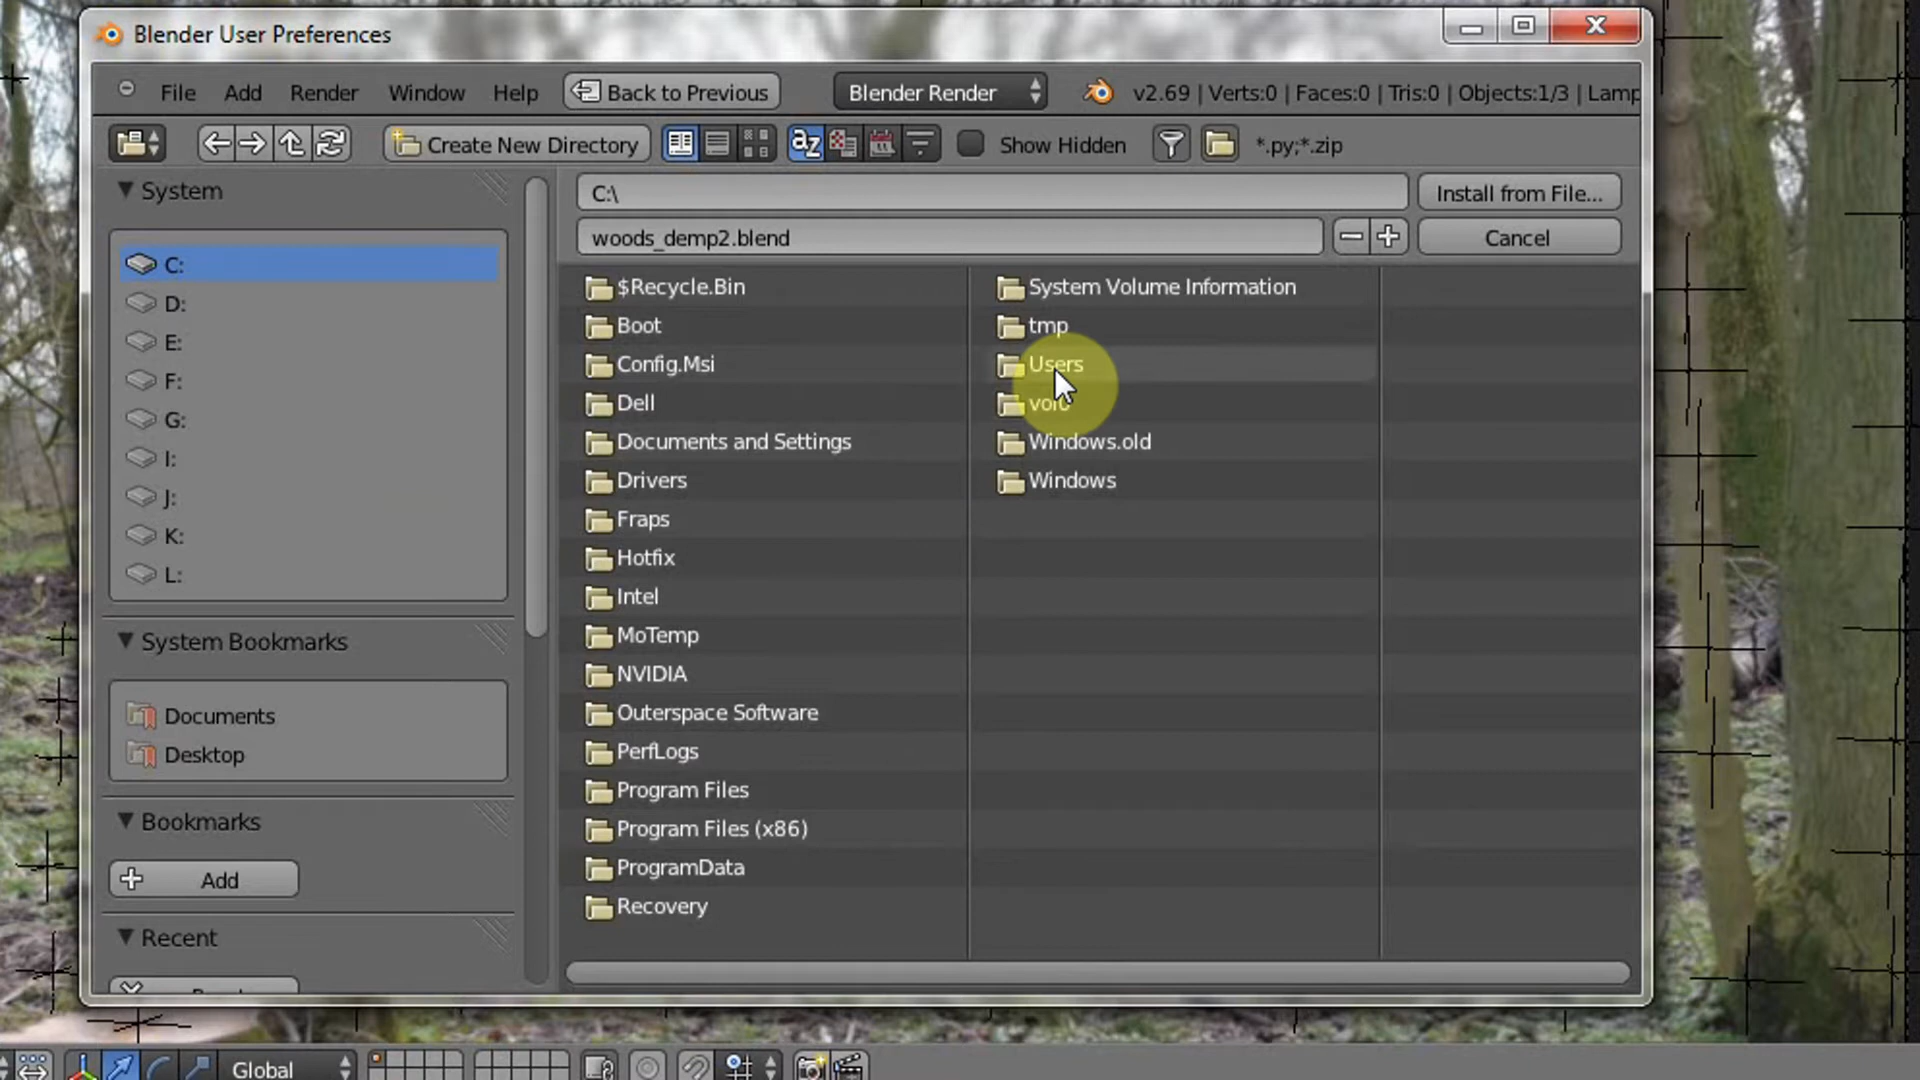 Blender User Preferences
File Add Render Window Help Back to Previous Blender Render v2.69 | Verts:0 | Faces:0 | Tris:0 | Objects:1/3 | Lamp
Create New Directory Show Hidden *.py;*.zip
System
C:
D:
E:
F:
G:
I:
J:
K:
L:
System Bookmarks
Documents
Desktop
Bookmarks
Add
Recent
C:\ Install from File...
woods_demp2.blend Cancel
$Recycle.Bin
Boot
Config.Msi
Dell
Documents and Settings
Drivers
Fraps
Hotfix
Intel
MoTemp
NVIDIA
Outerspace Software
PerfLogs
Program Files
Program Files (x86)
ProgramData
Recovery
System Volume Information
tmp
Users
Windows.old
Windows
Global